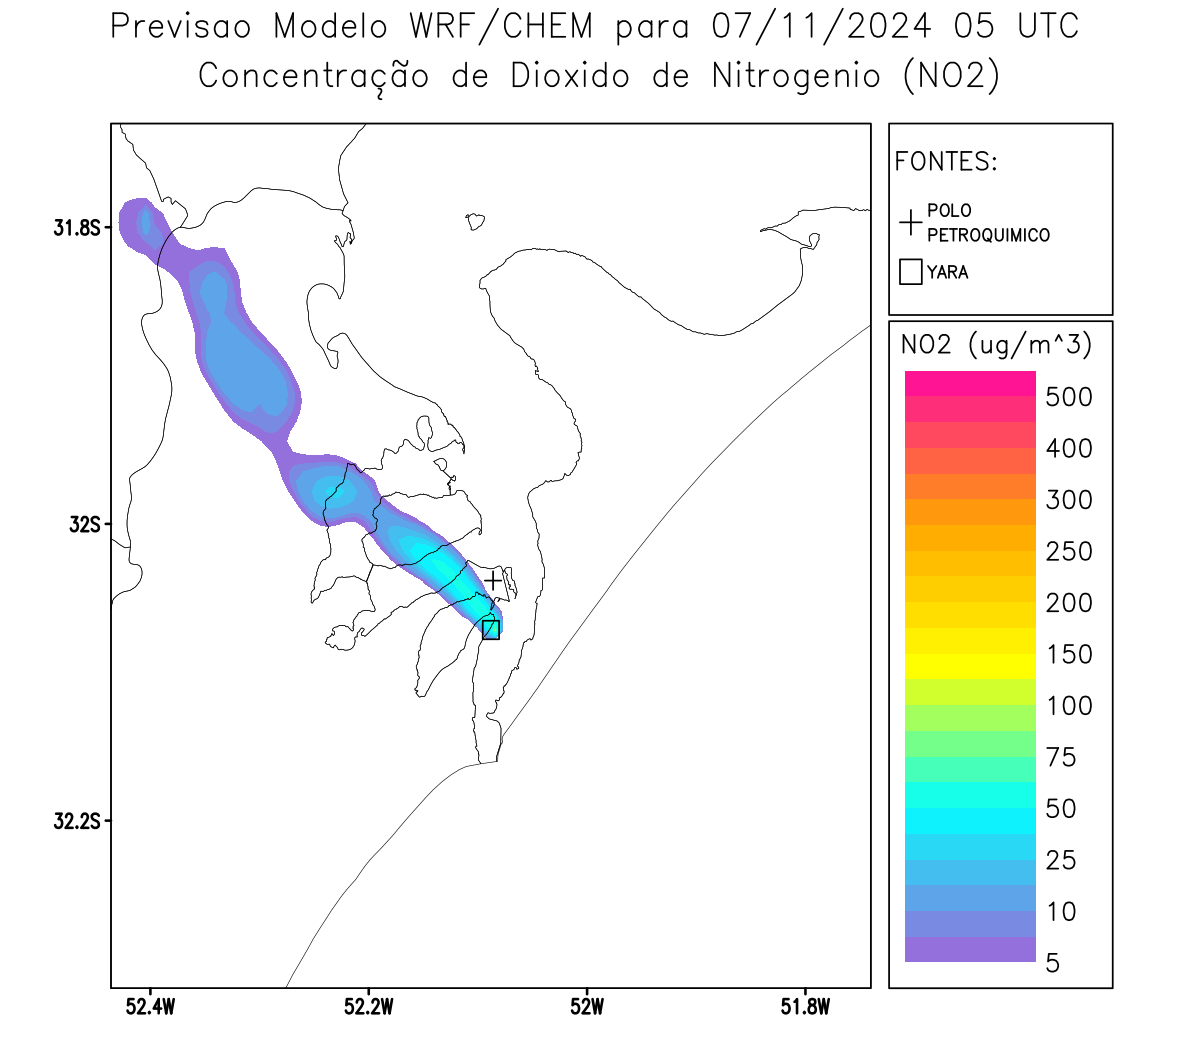 Previsao Modelo WRF/CHEM para 07/11/2024 05 UTC
Concentração de Dioxido de Nitrogenio (NO2)
FONTES:
POLO
PETROQUIMICO
YARA
31.8S
32S
32.2S
52.4W
52.2W
52W
51.8W
NO2 (ug/m^3)
500
400
300
250
200
150
100
75
50
25
10
5